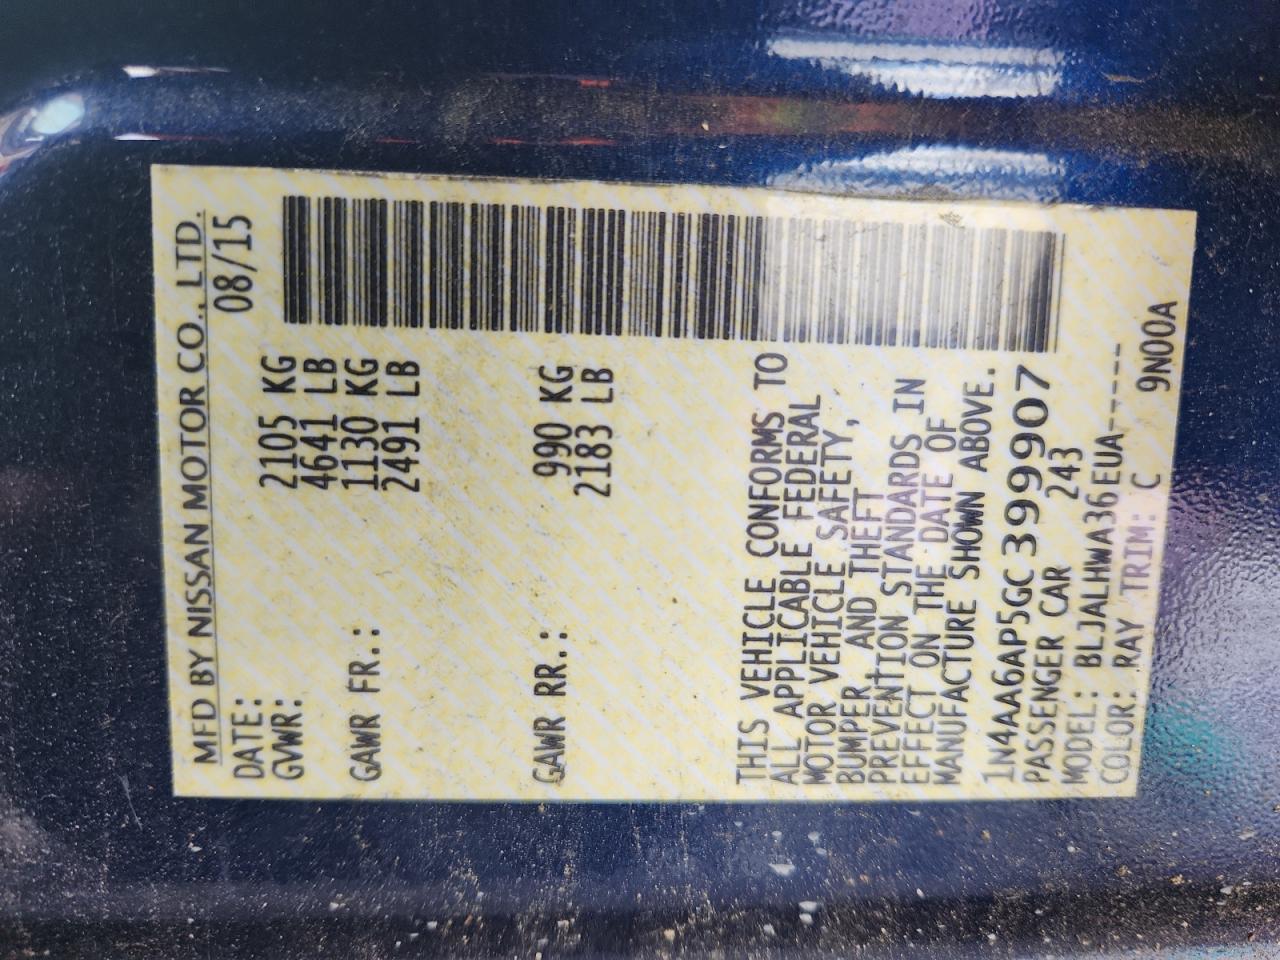 MFD BY NISSAN MOTOR CO., LTD.
DATE: 08/15
GVWR: 2105 KG
4641 LB
GAWR FR.: 1130 KG
2491 LB
GAWR RR.: 990 KG
2183 LB
THIS VEHICLE CONFORMS TO
ALL APPLICABLE FEDERAL
MOTOR VEHICLE SAFETY,
BUMPER AND THEFT
PREVENTION STANDARDS IN
EFFECT ON THE DATE OF
MANUFACTURE SHOWN ABOVE.
1N4AA6AP5GC399907
PASSENGER CAR 243
MODEL: BLJALHWA36EUA-----
COLOR: RAY TRIM: C 9N00A